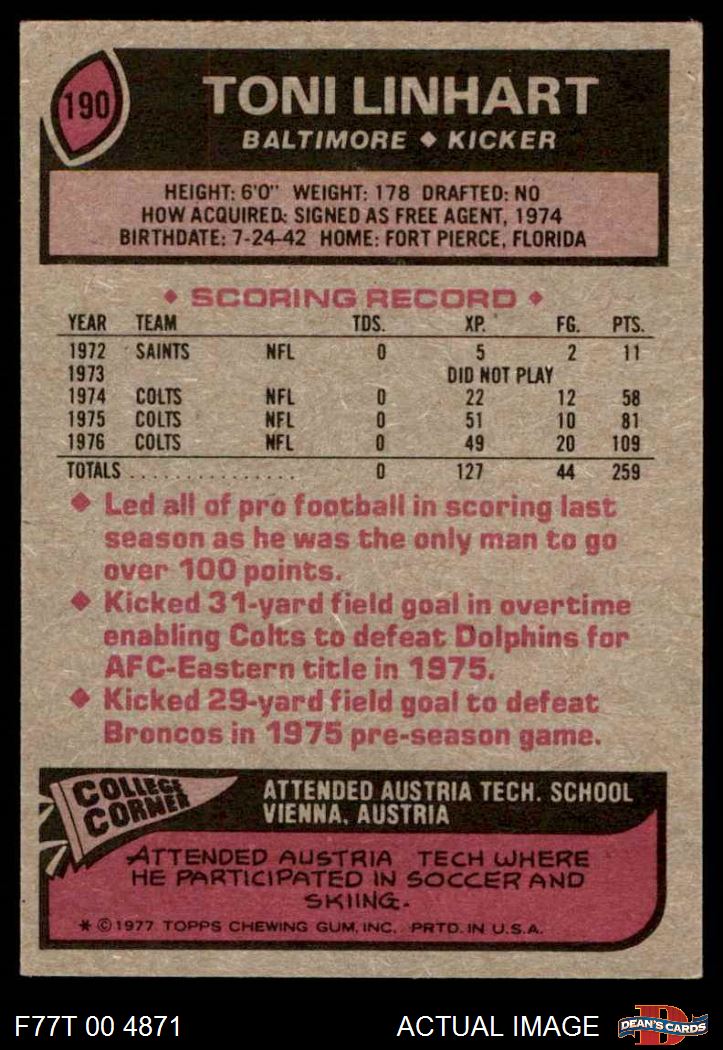 190
TONI LINHART
BALTIMORE ◆ KICKER
HEIGHT: 6'0" WEIGHT: 178 DRAFTED: NO
HOW ACQUIRED: SIGNED AS FREE AGENT, 1974
BIRTHDATE: 7-24-42 HOME: FORT PIERCE, FLORIDA
◆ SCORING RECORD ◆
YEAR TEAM TDS. XP. FG. PTS.
1972 SAINTS NFL 0 5 2 11
1973 DID NOT PLAY
1974 COLTS NFL 0 22 12 58
1975 COLTS NFL 0 51 10 81
1976 COLTS NFL 0 49 20 109
TOTALS ................ 0 127 44 259
◆ Led all of pro football in scoring last
season as he was the only man to go
over 100 points.
◆ Kicked 31-yard field goal in overtime
enabling Colts to defeat Dolphins for
AFC-Eastern title in 1975.
◆ Kicked 29-yard field goal to defeat
Broncos in 1975 pre-season game.
COLLEGE
CORNER
ATTENDED AUSTRIA TECH. SCHOOL
VIENNA, AUSTRIA
ATTENDED AUSTRIA TECH WHERE
HE PARTICIPATED IN SOCCER AND
SKIING.
* ©1977 TOPPS CHEWING GUM, INC. PRTD. IN U.S.A.
F77T 00 4871 ACTUAL IMAGE
D
DEAN'S CARDS